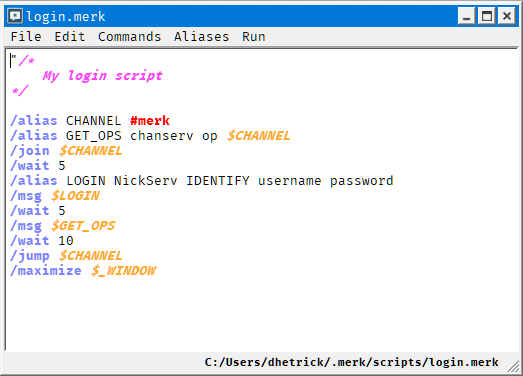 login.merk
File Edit Commands Aliases Run
"/*
My login script
*/
/alias CHANNEL #merk
/alias GET_OPS chanserv op $CHANNEL
/join $CHANNEL
/wait 5
/alias LOGIN NickServ IDENTIFY username password
/msg $LOGIN
/wait 5
/msg $GET_OPS
/wait 10
/jump $CHANNEL
/maximize $_WINDOW
C:/Users/dhetrick/.merk/scripts/login.merk